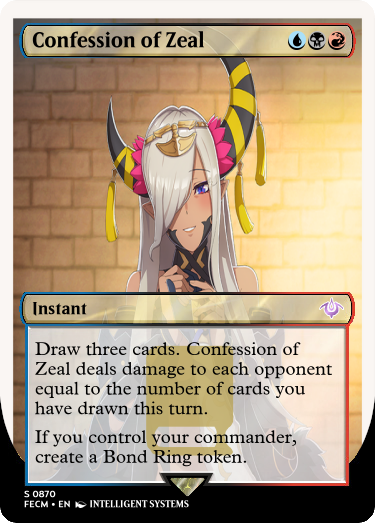 Confession of Zeal
Instant
Draw three cards. Confession of
Zeal deals damage to each opponent
equal to the number of cards you
have drawn this turn.
If you control your commander,
create a Bond Ring token.
S 0870
FECM • EN INTELLIGENT SYSTEMS